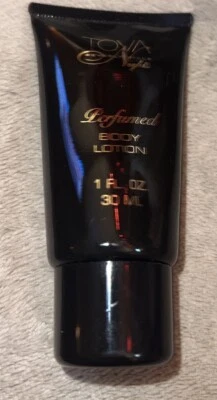 TOVA
Nights
Perfumed
BODY
LOTION
1 FL. OZ.
30 ML